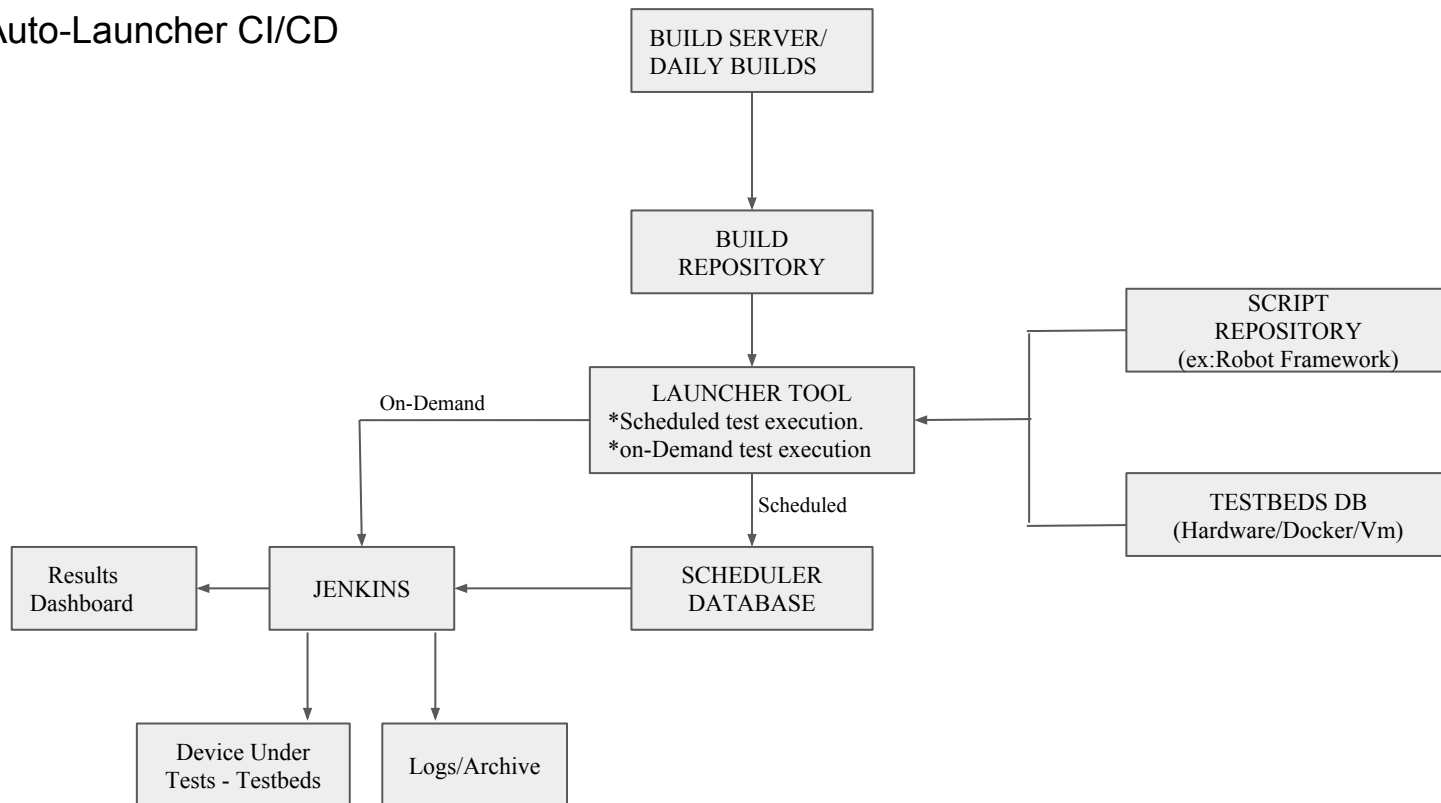 Auto-Launcher CI/CD
BUILD SERVER/
DAILY BUILDS
BUILD
REPOSITORY
SCRIPT
REPOSITORY
(ex:Robot Framework)
LAUNCHER TOOL
*Scheduled test execution.
*on-Demand test execution
On-Demand
Scheduled
TESTBEDS DB
(Hardware/Docker/Vm)
Results
Dashboard
JENKINS
SCHEDULER
DATABASE
Device Under
Tests - Testbeds
Logs/Archive